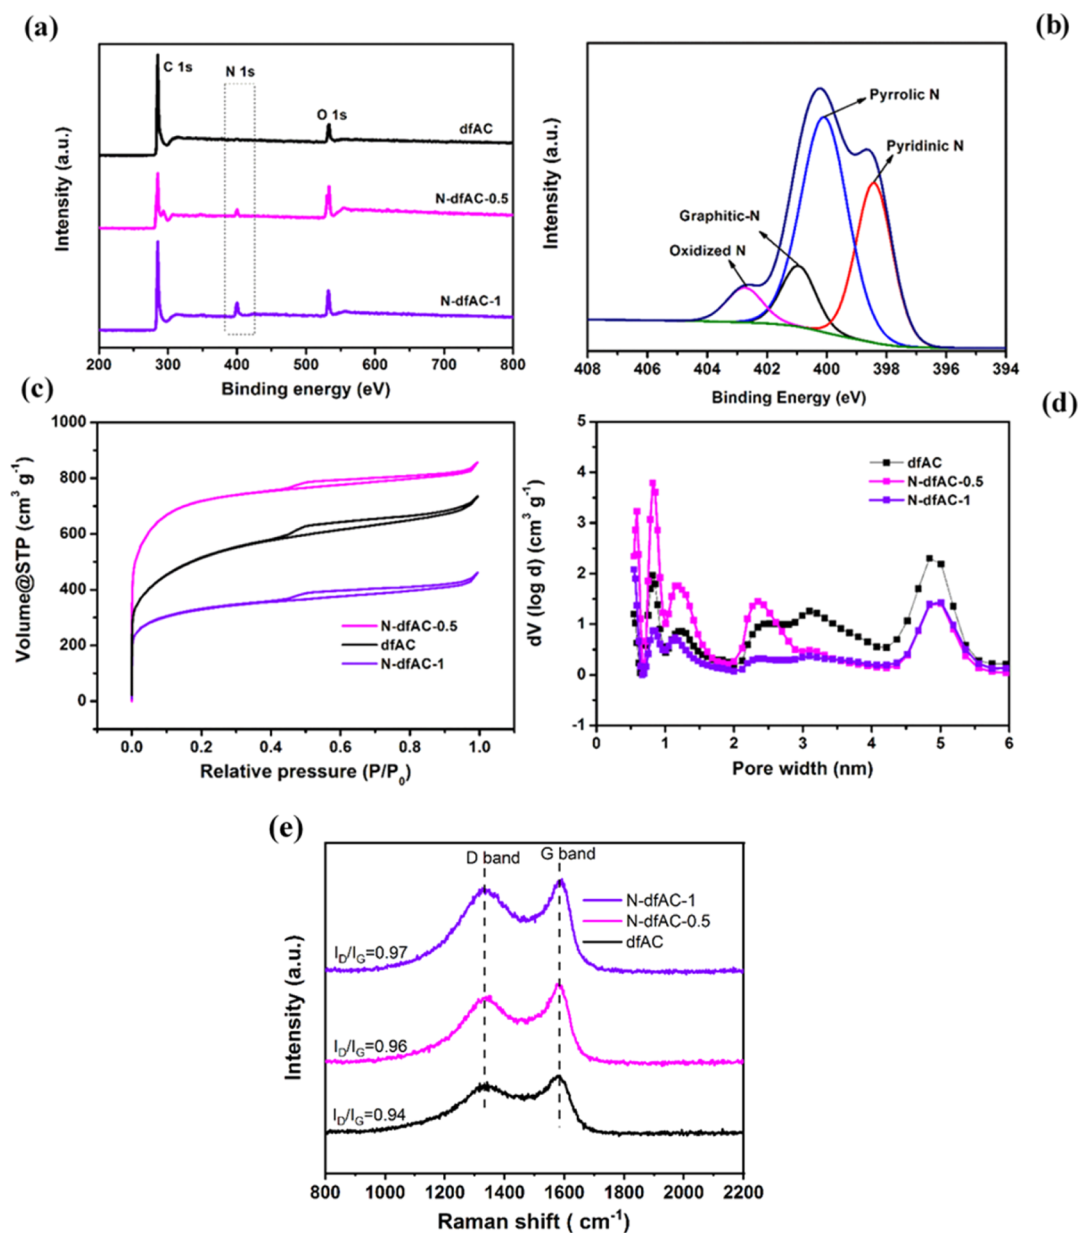 (a)
C 1s
N 1s
O 1s
dfAC
N-dfAC-0.5
N-dfAC-1
Intensity (a.u.)
200 300 400 500 600 700 800
Binding energy (eV)
(b)
Pyrrolic N
Pyridinic N
Graphitic-N
Oxidized N
Intensity (a.u.)
408 406 404 402 400 398 396 394
Binding Energy (eV)
(c)
1000
800
600
400
200
0
Volume@STP (cm³ g⁻¹)
N-dfAC-0.5
dfAC
N-dfAC-1
0.0 0.2 0.4 0.6 0.8 1.0
Relative pressure (P/P₀)
(d)
5
4
3
2
1
0
-1
dV (log d) (cm³ g⁻¹)
dfAC
N-dfAC-0.5
N-dfAC-1
0 1 2 3 4 5 6
Pore width (nm)
(e)
D band
G band
N-dfAC-1
N-dfAC-0.5
dfAC
I_D/I_G=0.97
I_D/I_G=0.96
I_D/I_G=0.94
Intensity (a.u.)
800 1000 1200 1400 1600 1800 2000 2200
Raman shift ( cm⁻¹)